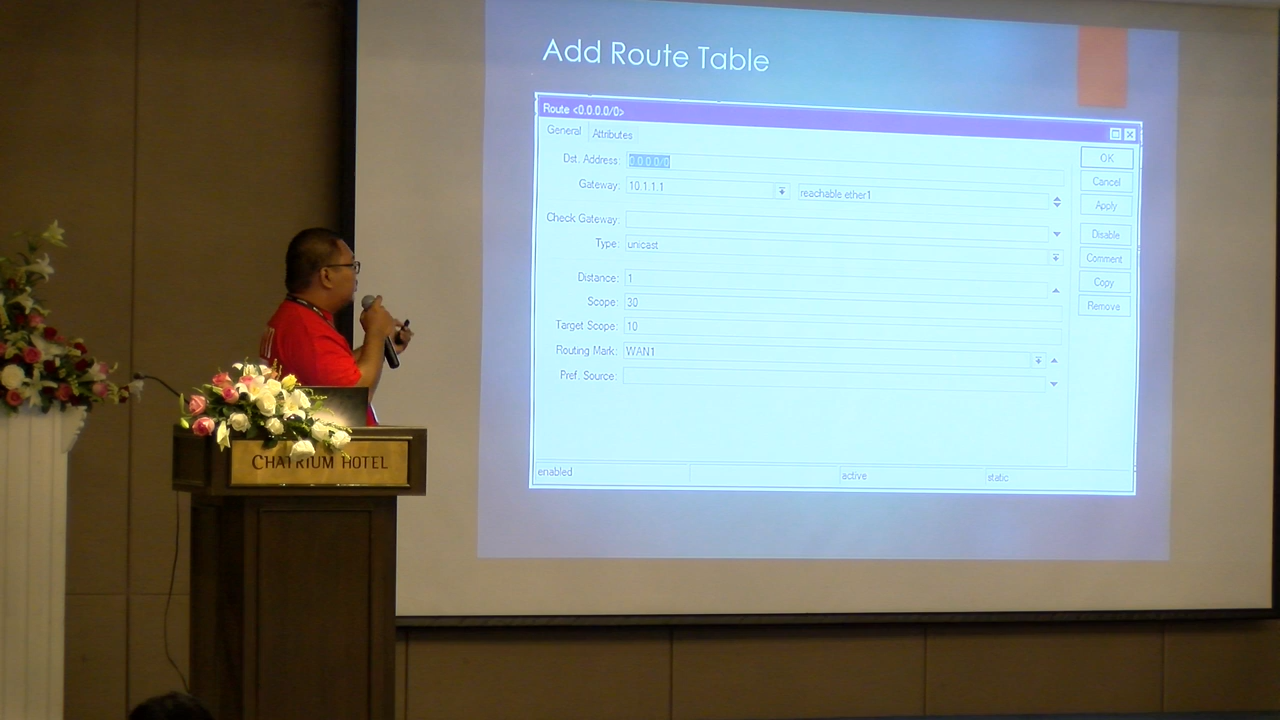 Add Route Table
Route <0.0.0.0/0>
General Attributes
Dst. Address: 0.0.0.0/0
Gateway: 10.1.1.1 reachable ether1
Check Gateway:
Type: unicast
Distance: 1
Scope: 30
Target Scope: 10
Routing Mark: WAN1
Pref. Source:
OK
Cancel
Apply
Disable
Comment
Copy
Remove
enabled active static
CHATRIUM HOTEL